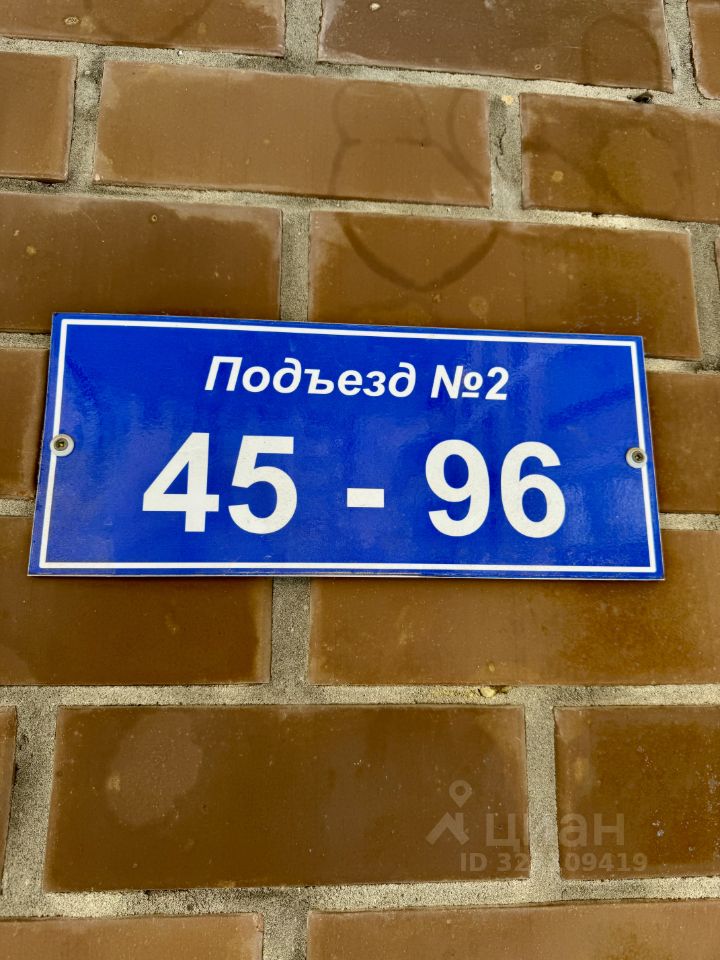 Подъезд №2
45 - 96
циан